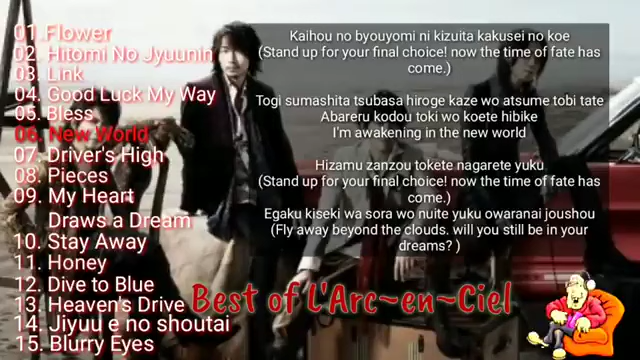 01.Flower
02. Hitomi No Jyuunin
03. Link
04. Good Luck My Way
05. Bless
06. New World
07. Driver's High
08. Pieces
09. My Heart
Draws a Dream
10. Stay Away
11. Honey
12. Dive to Blue
13. Heaven's Drive
14. Jiyuu e no shoutai
15. Blurry Eyes
Kaihou no byouyomi ni kizuita kakusei no koe
(Stand up for your final choice! now the time of fate has
come.)
Togi sumashita tsubasa hiroge kaze wo atsume tobi tate
Abareru kodou toki wo koete hibike
I'm awakening in the new world
Hizamu zanzou tokete nagarete yuku
(Stand up for your final choice! now the time of fate has
come.)
Egaku kiseki wa sora wo nuite yuku owaranai joushou
(Fly away beyond the clouds. will you still be in your
dreams? )
Best of L'Arc~en~Ciel